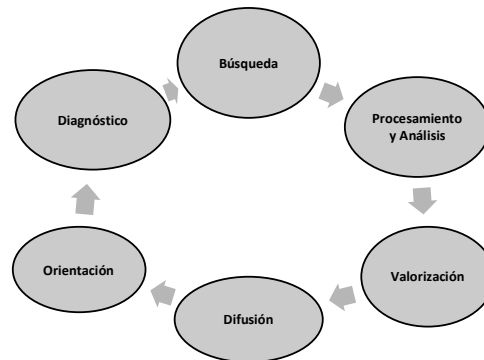 Búsqueda
Procesamiento
y Análisis
Valorización
Difusión
Orientación
Diagnóstico